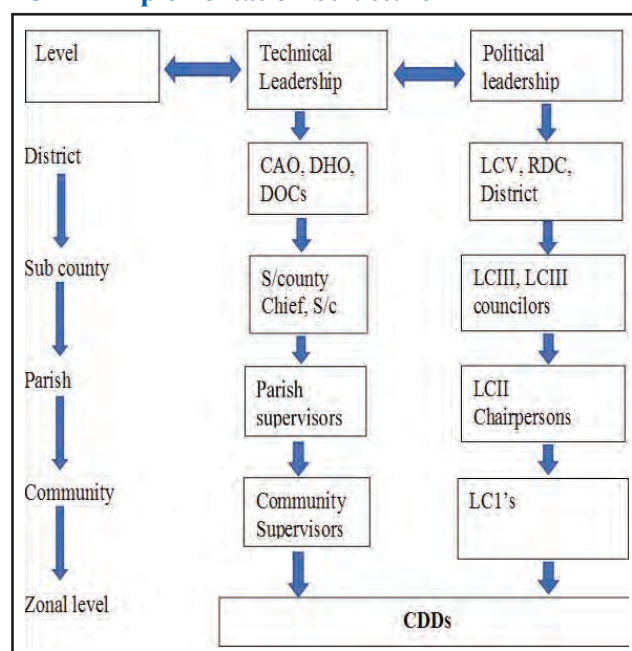 Level
Technical
Leadership
Political
leadership
District
CAO, DHO,
DOCs
LCV, RDC,
District
Sub county
S/county
Chief, S/c
LCIII, LCIII
councilors
Parish
Parish
supervisors
LCII
Chairpersons
Community
Community
Supervisors
LC1's
Zonal level
CDDs